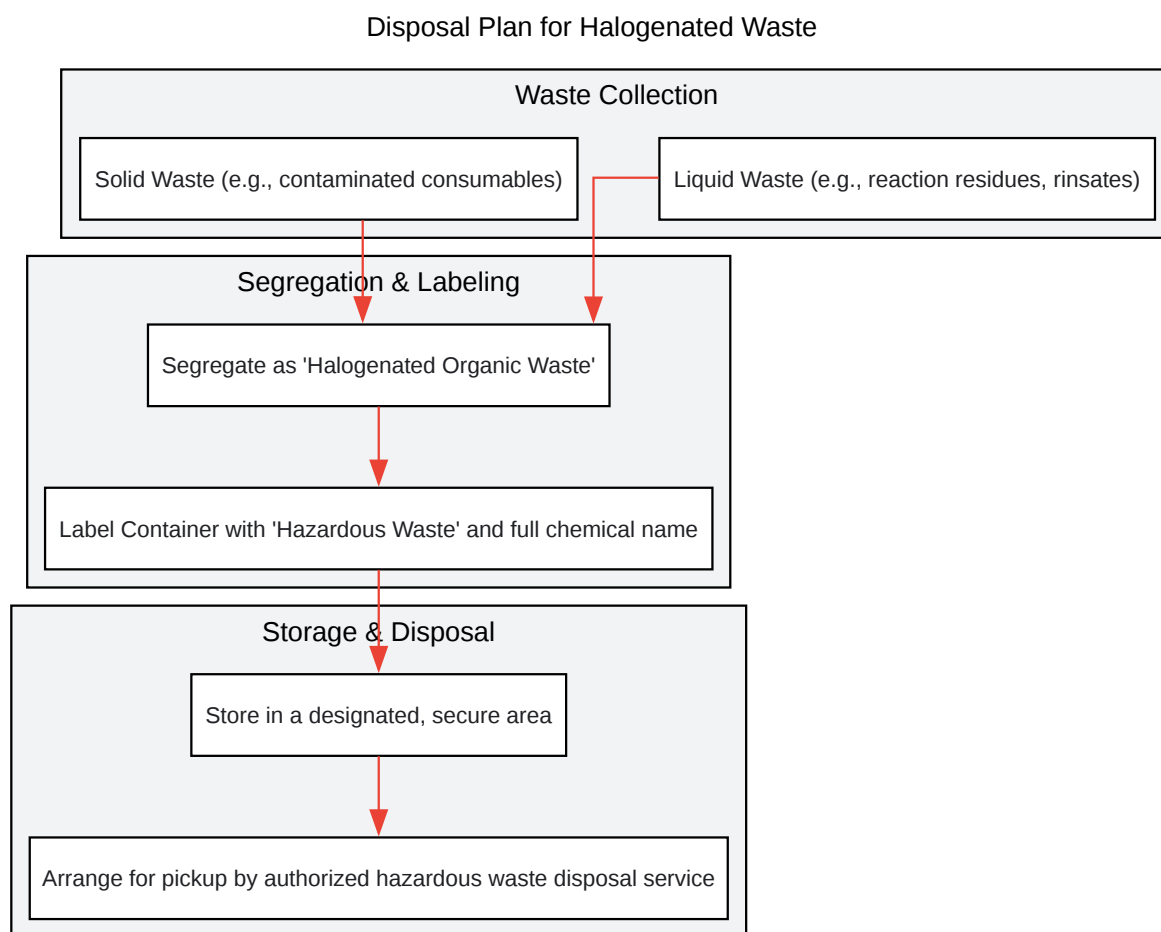 Disposal Plan for Halogenated Waste
Waste Collection
Solid Waste (e.g., contaminated consumables)
Liquid Waste (e.g., reaction residues, rinsates)
Segregation & Labeling
Segregate as 'Halogenated Organic Waste'
Label Container with 'Hazardous Waste' and full chemical name
Storage & Disposal
Store in a designated, secure area
Arrange for pickup by authorized hazardous waste disposal service